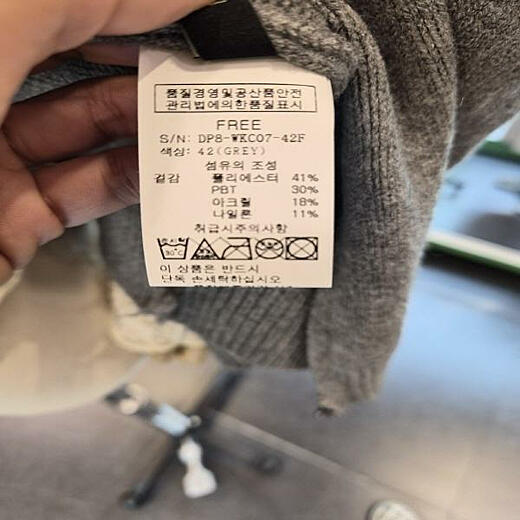 품질경영및공산품안전
관리법에의한품질표시
FREE
S/N: DP8-WKC07-42F
색상: 42(GREY)
섬유의 조성
겉감 폴리에스터 41%
PBT 30%
아크릴 18%
나일론 11%
취급시주의사항
30°C
이 상품은 반드시
단독 손세탁하십시오